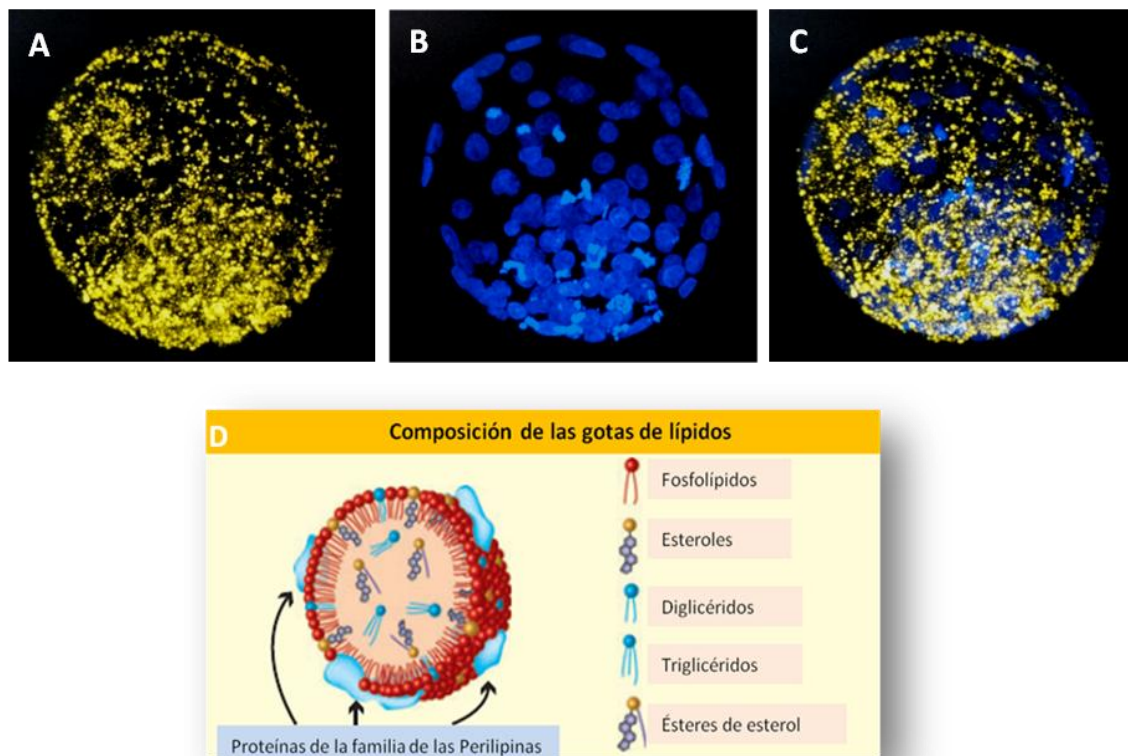 A
B
C
D
Composición de las gotas de lípidos
Fosfolípidos
Esteroles
Diglicéridos
Triglicéridos
Ésteres de esterol
Proteínas de la familia de las Perilipinas